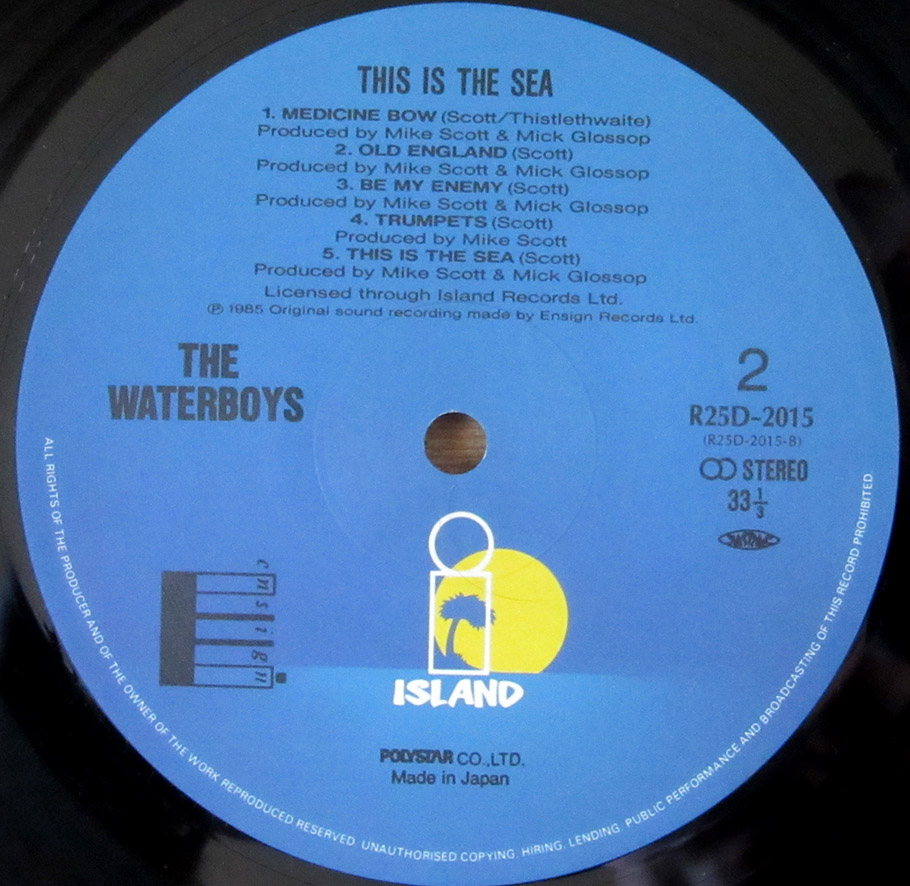 THIS IS THE SEA
1. MEDICINE BOW (Scott/Thistlethwaite)
Produced by Mike Scott & Mick Glossop
2. OLD ENGLAND (Scott)
Produced by Mike Scott & Mick Glossop
3. BE MY ENEMY (Scott)
Produced by Mike Scott & Mick Glossop
4. TRUMPETS (Scott)
Produced by Mike Scott
5. THIS IS THE SEA (Scott)
Produced by Mike Scott & Mick Glossop
Licensed through Island Records Ltd.
℗ 1985 Original sound recording made by Ensign Records Ltd.
THE
WATERBOYS
2
R25D-2015
(R25D-2015-B)
STEREO
33 1/3
ensign
ISLAND
POLYSTAR CO.,LTD.
Made in Japan
ALL RIGHTS OF THE PRODUCER AND OF THE OWNER OF THE WORK REPRODUCED RESERVED. UNAUTHORISED COPYING, HIRING, LENDING, PUBLIC PERFORMANCE AND BROADCASTING OF THIS RECORD PROHIBITED